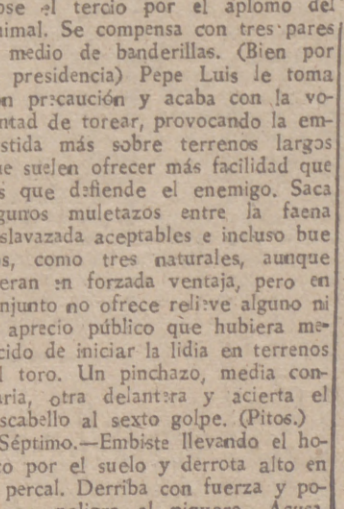 ose el tercio por el aplomo del
nimal. Se compensa con tres pares
medio de banderillas. (Bien por
presidencia) Pepe Luis le toma
on precaución y acaba con la vo-
ntad de torear, provocando la em-
stida más sobre terrenos largos
ue suelen ofrecer más facilidad que
s que defiende el enemigo. Saca
gunos muletazos entre la faena
slavazada aceptables e incluso bue
s, como tres naturales, aunque
eran en forzada ventaja, pero en
njunto no ofrece relieve alguno ni
aprecio público que hubiera me-
cido de iniciar la lidia en terrenos
l toro. Un pinchazo, media con-
aria, otra delantera y acierta el
scabello al sexto golpe. (Pitos.)
Séptimo.—Embiste llevando el ho-
co por el suelo y derrota alto en
percal. Derriba con fuerza y po-